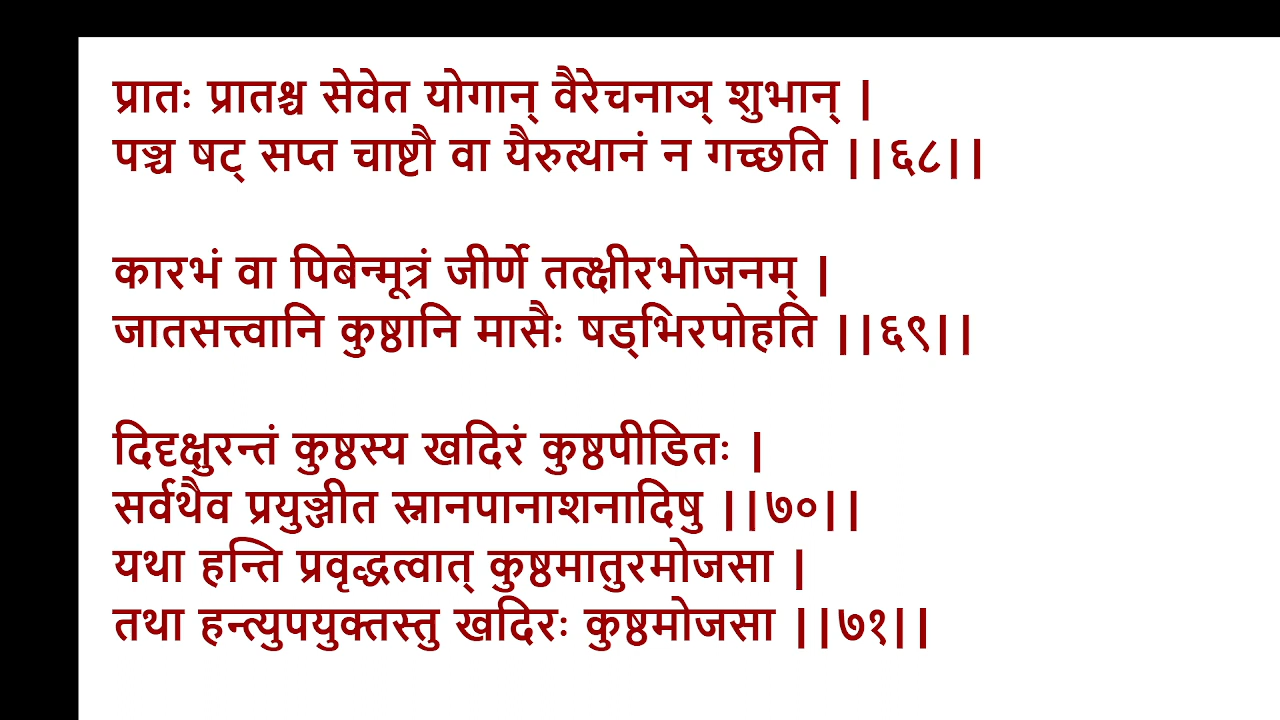 प्रातः प्रातश्च सेवेत योगान् वैरेचनाञ् शुभान् |
पञ्च षट् सप्त चाष्टौ वा यैरुत्थानं न गच्छति ||६८||
कारभं वा पिबेन्मूत्रं जीर्णे तत्क्षीरभोजनम् |
जातसत्त्वानि कुष्ठानि मासैः षड्भिरपोहति ||६९||
दिदृक्षुरन्तं कुष्ठस्य खदिरं कुष्ठपीडितः |
सर्वथैव प्रयुञ्जीत स्नानपानाशनादिषु ||७०||
यथा हन्ति प्रवृद्धत्वात् कुष्ठमातुरमोजसा |
तथा हन्त्युपयुक्तस्तु खदिरः कुष्ठमोजसा ||७१||